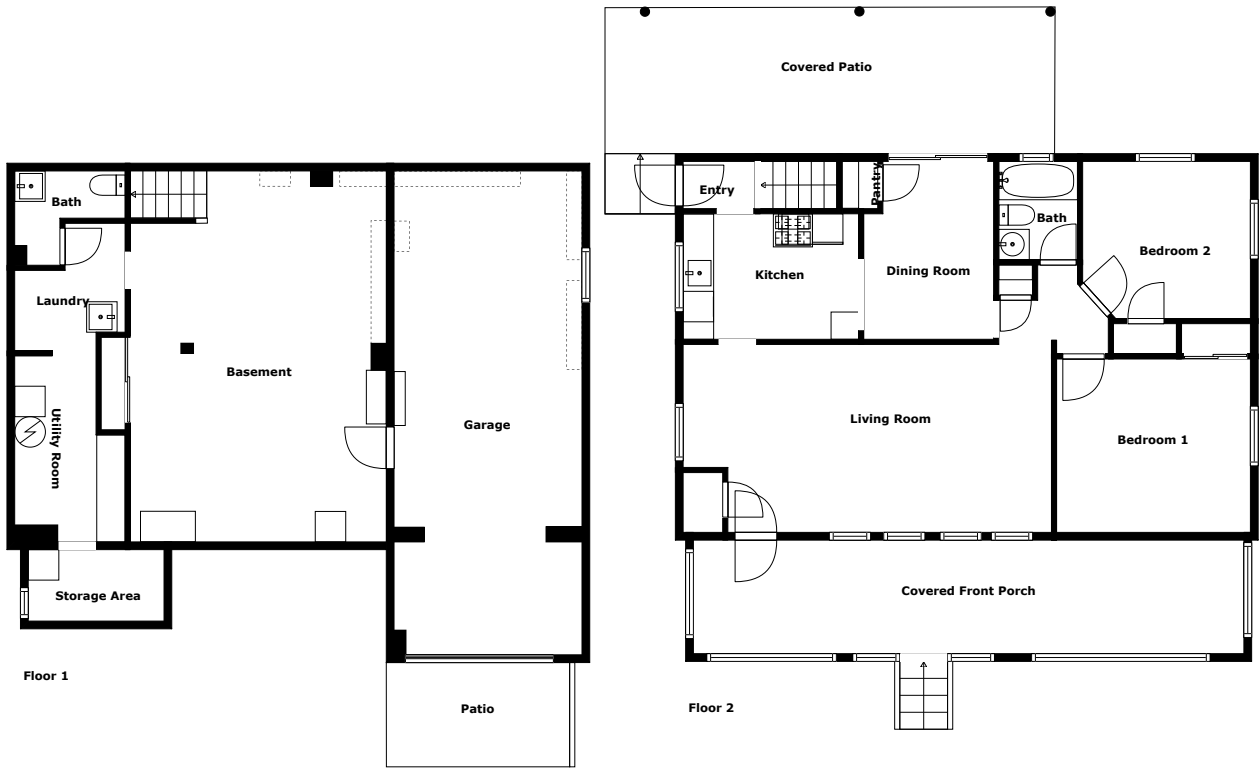 Bath
Laundry
Utility Room
Basement
Garage
Storage Area
Patio
Floor 1
Covered Patio
Entry
Pantry
Bath
Bedroom 2
Kitchen
Dining Room
Living Room
Bedroom 1
Covered Front Porch
Floor 2